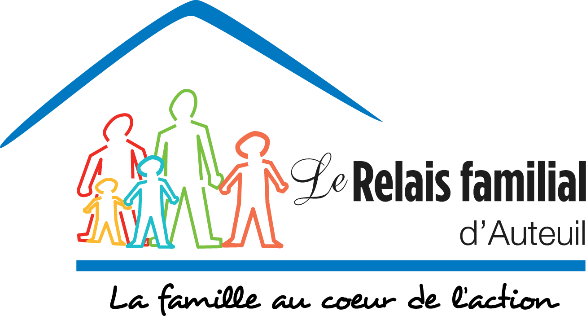 Le Relais familial
d'Auteuil
La famille au coeur de l'action